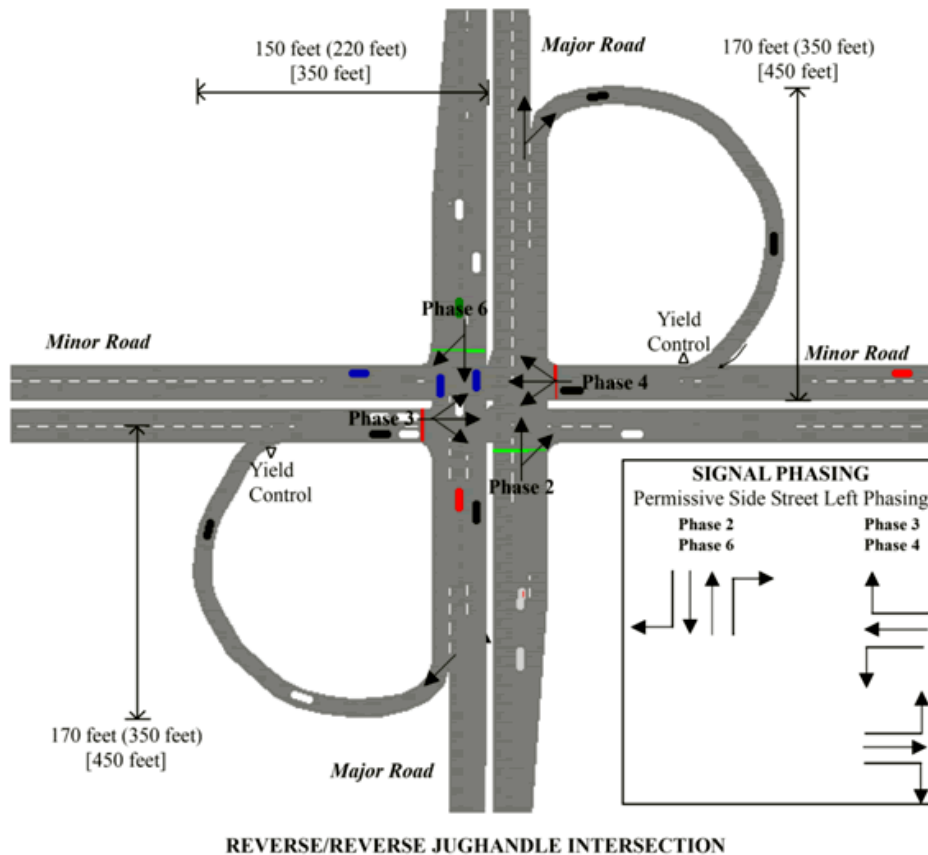 150 feet (220 feet)
[350 feet]
Major Road
170 feet (350 feet)
[450 feet]
Phase 6
Minor Road
Yield
Control
Minor Road
Phase 4
Phase 3
Yield
Control
Phase 2
SIGNAL PHASING
Permissive Side Street Left Phasing
Phase 2
Phase 6
Phase 3
Phase 4
170 feet (350 feet)
[450 feet]
Major Road
REVERSE/REVERSE JUGHANDLE INTERSECTION